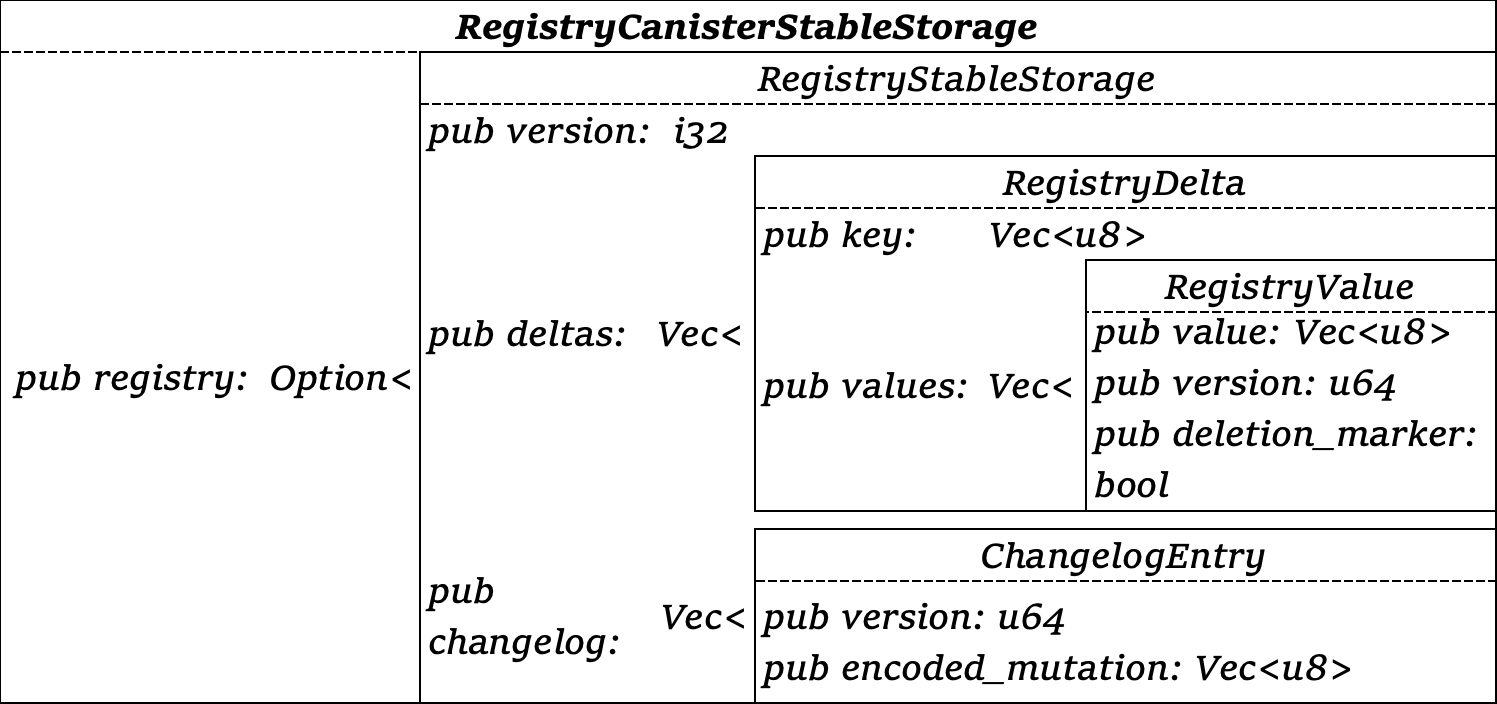 RegistryCanisterStableStorage
RegistryStableStorage
pub version: i32
RegistryDelta
pub key: Vec<u8>
RegistryValue
pub value: Vec<u8>
pub deltas: Vec<
pub registry: Option<
pub values: Vec<
pub version: u64
pub deletion_marker:
bool
ChangelogEntry
pub
changelog:
Vec<
pub version: u64
pub encoded_mutation: Vec<u8>